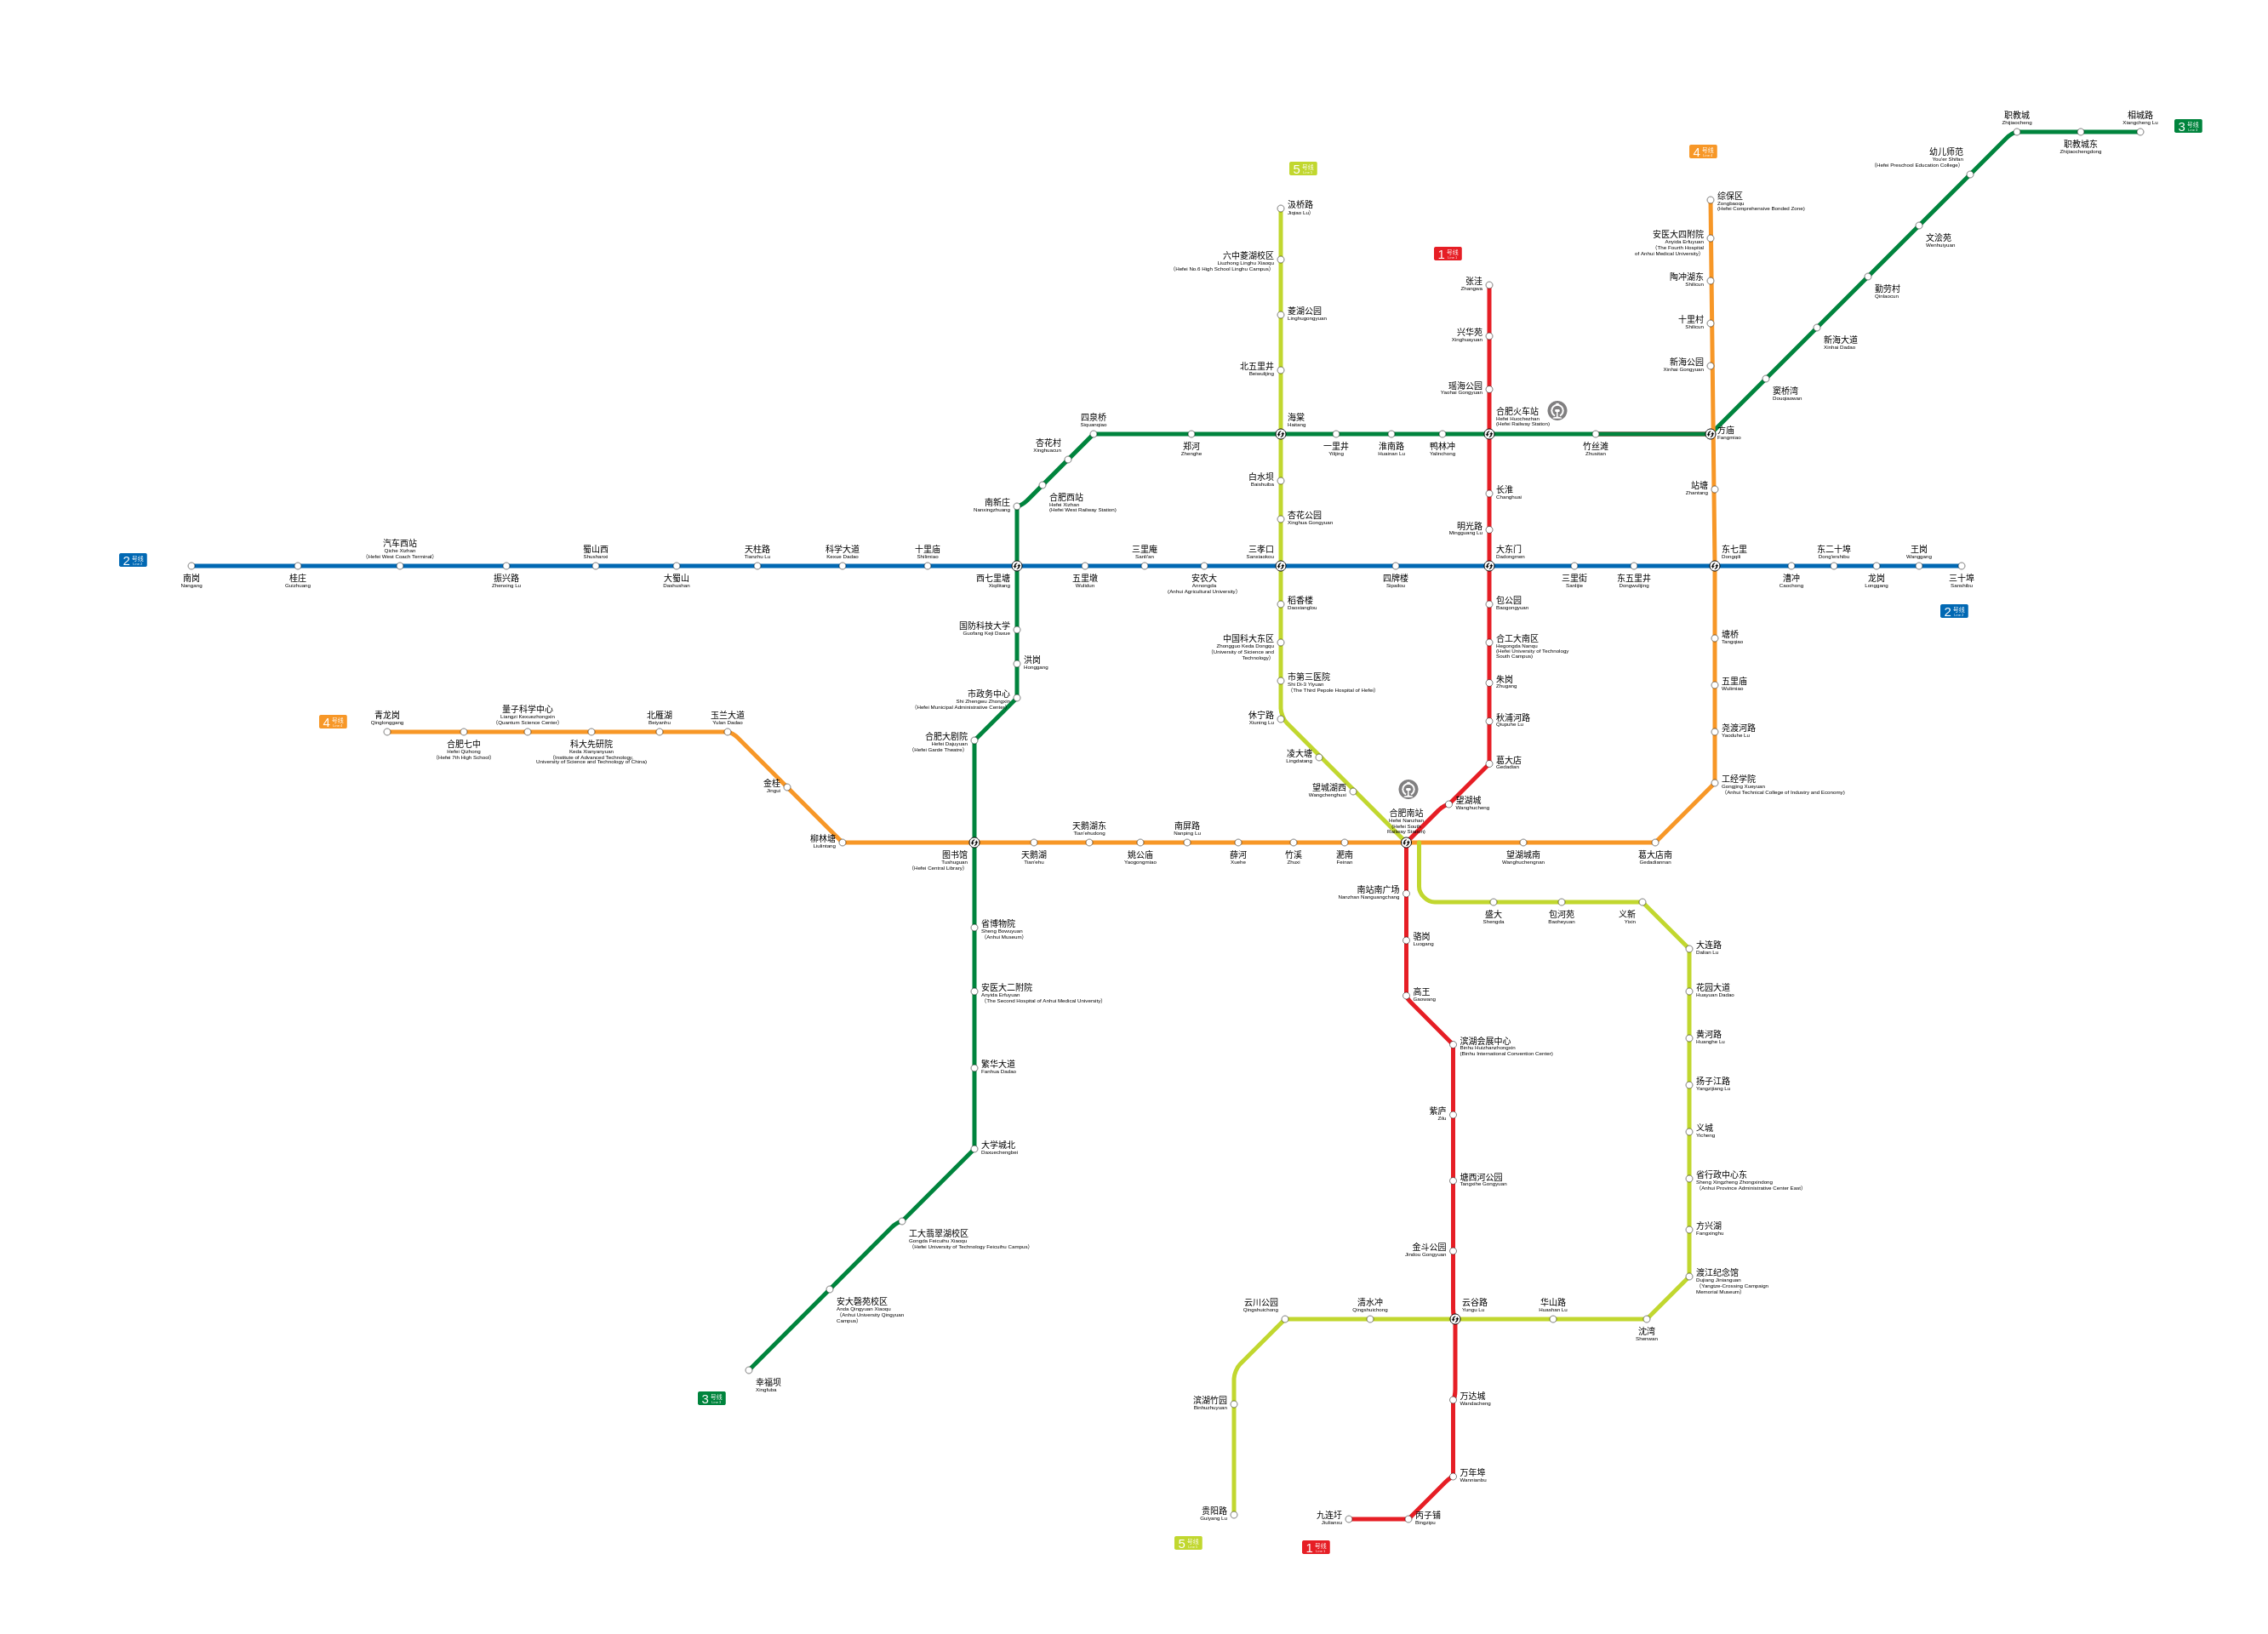 职教城
Zhijiaocheng
相城路
Xiangcheng Lu
3 号线
职教城东
Zhijiaochengdong
4 号线
幼儿师范
You'er Shifan
(Hefei Preschool Education College)
5 号线
综保区
Zongbaoqu
(Hefei Comprehensive Bonded Zone)
汲桥路
Jiqiao Lu)
安医大四附院
Anyida Erfuyuan
(The Fourth Hospital
of Anhui Medical University)
文浍苑
Wenhuiyuan
1 号线
六中菱湖校区
Liuzhong Linghu Xiaoqu
(Hefei No.6 High School Linghu Campus)
张洼
Zhangwa
陶冲湖东
Shilicun
勤劳村
Qinlaocun
菱湖公园
Linghugongyuan
十里村
Shilicun
兴华苑
Xinghuayuan
新海大道
Xinhai Dadao
北五里井
Beiwulijing
新海公园
Xinhai Gongyuan
瑶海公园
Yaohai Gongyuan
窦桥湾
Douqiaowan
四泉桥
Siquanqiao
海棠
Haitang
合肥火车站
Hefei Huochezhan
(Hefei Railway Station)
方庙
Fangmiao
杏花村
Xinghuacun
郑河
Zhenghe
一里井
Yilijing
淮南路
Huainan Lu
鸭林冲
Yalinchong
竹丝滩
Zhusitan
白水坝
Baishuiba
站塘
Zhantang
合肥西站
Hefei Xizhan
(Hefei West Railway Station)
长淮
Changhuai
南新庄
Nanxingzhuang
杏花公园
Xinghua Gongyuan
明光路
Mingguang Lu
2 号线
汽车西站
Qiche Xizhan
(Hefei West Coach Terminal)
蜀山西
Shushanxi
天柱路
Tianzhu Lu
科学大道
Kexue Dadao
十里庙
Shilimiao
三里庵
Sanli'an
三孝口
Sanxiaokou
大东门
Dadongmen
东七里
Dongqili
东二十埠
Dong'ershibu
王岗
Wanggang
南岗
Nangang
桂庄
Guizhuang
振兴路
Zhenxing Lu
大蜀山
Dashushan
西七里塘
Xiqilitang
五里墩
Wulidun
安农大
Annongda
(Anhui Agricultural University)
四牌楼
Sipailou
三里街
Sanlijie
东五里井
Dongwulijing
漕冲
Caochong
龙岗
Longgang
三十埠
Sanshibu
2 号线
稻香楼
Daoxianglou
包公园
Baogongyuan
国防科技大学
Guofang Keji Daxue
中国科大东区
Zhongguo Keda Dongqu
(University of Sicience and
Technology)
合工大南区
Hegongda Nanqu
(Hefei University of Technology
South Campus)
塘桥
Tangqiao
洪岗
Honggang
市第三医院
Shi Di-3 Yiyuan
(The Third Pepole Hospital of Hefei)
朱岗
Zhugang
五里庙
Wulimiao
市政务中心
Shi Zhengwu Zhongxin
(Hefei Municipal Administrative Center)
4 号线
青龙岗
Qinglonggang
量子科学中心
Liangzi Kexuezhongxin
(Quantum Science Center)
北雁湖
Beiyanhu
玉兰大道
Yulan Dadao
休宁路
Xiuning Lu
秋浦河路
Qiupuhe Lu
尧渡河路
Yaoduhe Lu
合肥七中
Hefei Qizhong
(Hefei 7th High School)
科大先研院
Keda Xianyanyuan
(Institute of Advanced Technology,
University of Science and Technology of China)
合肥大剧院
Hefei Dajuyuan
(Hefei Garde Theatre)
凌大塘
Lingdatang
葛大店
Gedadian
金桂
Jingui
望城湖西
Wangchenghuxi
工经学院
Gongjing Xueyuan
(Anhui Technical College of Industry and Economy)
望湖城
Wanghucheng
合肥南站
Hefei Nanzhan
(Hefei South
Railway Station)
柳林塘
Liulintang
天鹅湖东
Tian'ehudong
南屏路
Nanping Lu
图书馆
Tushuguan
(Hefei Central Library)
天鹅湖
Tian'ehu
姚公庙
Yaogongmiao
薛河
Xuehe
竹溪
Zhuxi
淝南
Feinan
望湖城南
Wanghuchengnan
葛大店南
Gedadiannan
南站南广场
Nanzhan Nanguangchang
省博物院
Sheng Bowuyuan
(Anhui Museum)
盛大
Shengda
包河苑
Baoheyuan
义新
Yixin
骆岗
Luogang
大连路
Dalian Lu
安医大二附院
Anyida Erfuyuan
(The Second Hospital of Anhui Medical University)
高王
Gaowang
花园大道
Huayuan Dadao
滨湖会展中心
Binhu Huizhanzhongxin
(Binhu International Convention Center)
黄河路
Huanghe Lu
繁华大道
Fanhua Dadao
扬子江路
Yangzijiang Lu
紫庐
Zilu
义城
Yicheng
大学城北
Daxuechengbei
塘西河公园
Tangxihe Gongyuan
省行政中心东
Sheng Xingzheng Zhongxindong
(Anhui Province Administrative Center East)
工大翡翠湖校区
Gongda Feicuihu Xiaoqu
(Hefei University of Technology Feicuihu Campus)
方兴湖
Fangxinghu
金斗公园
Jindou Gongyuan
渡江纪念馆
Dujiang Jinianguan
(Yangtze-Crossing Campaign
Memorial Museum)
安大磬苑校区
Anda Qingyuan Xiaoqu
(Anhui University Qingyuan
Campus)
云川公园
Qingshuichong
清水冲
Qingshuichong
云谷路
Yungu Lu
华山路
Huashan Lu
沈湾
Shenwan
幸福坝
Xingfuba
3 号线
滨湖竹园
Binhuzhuyuan
万达城
Wandacheng
万年埠
Wannianbu
贵阳路
Guiyang Lu
九连圩
Jiulianxu
丙子铺
Bingzipu
5 号线
1 号线